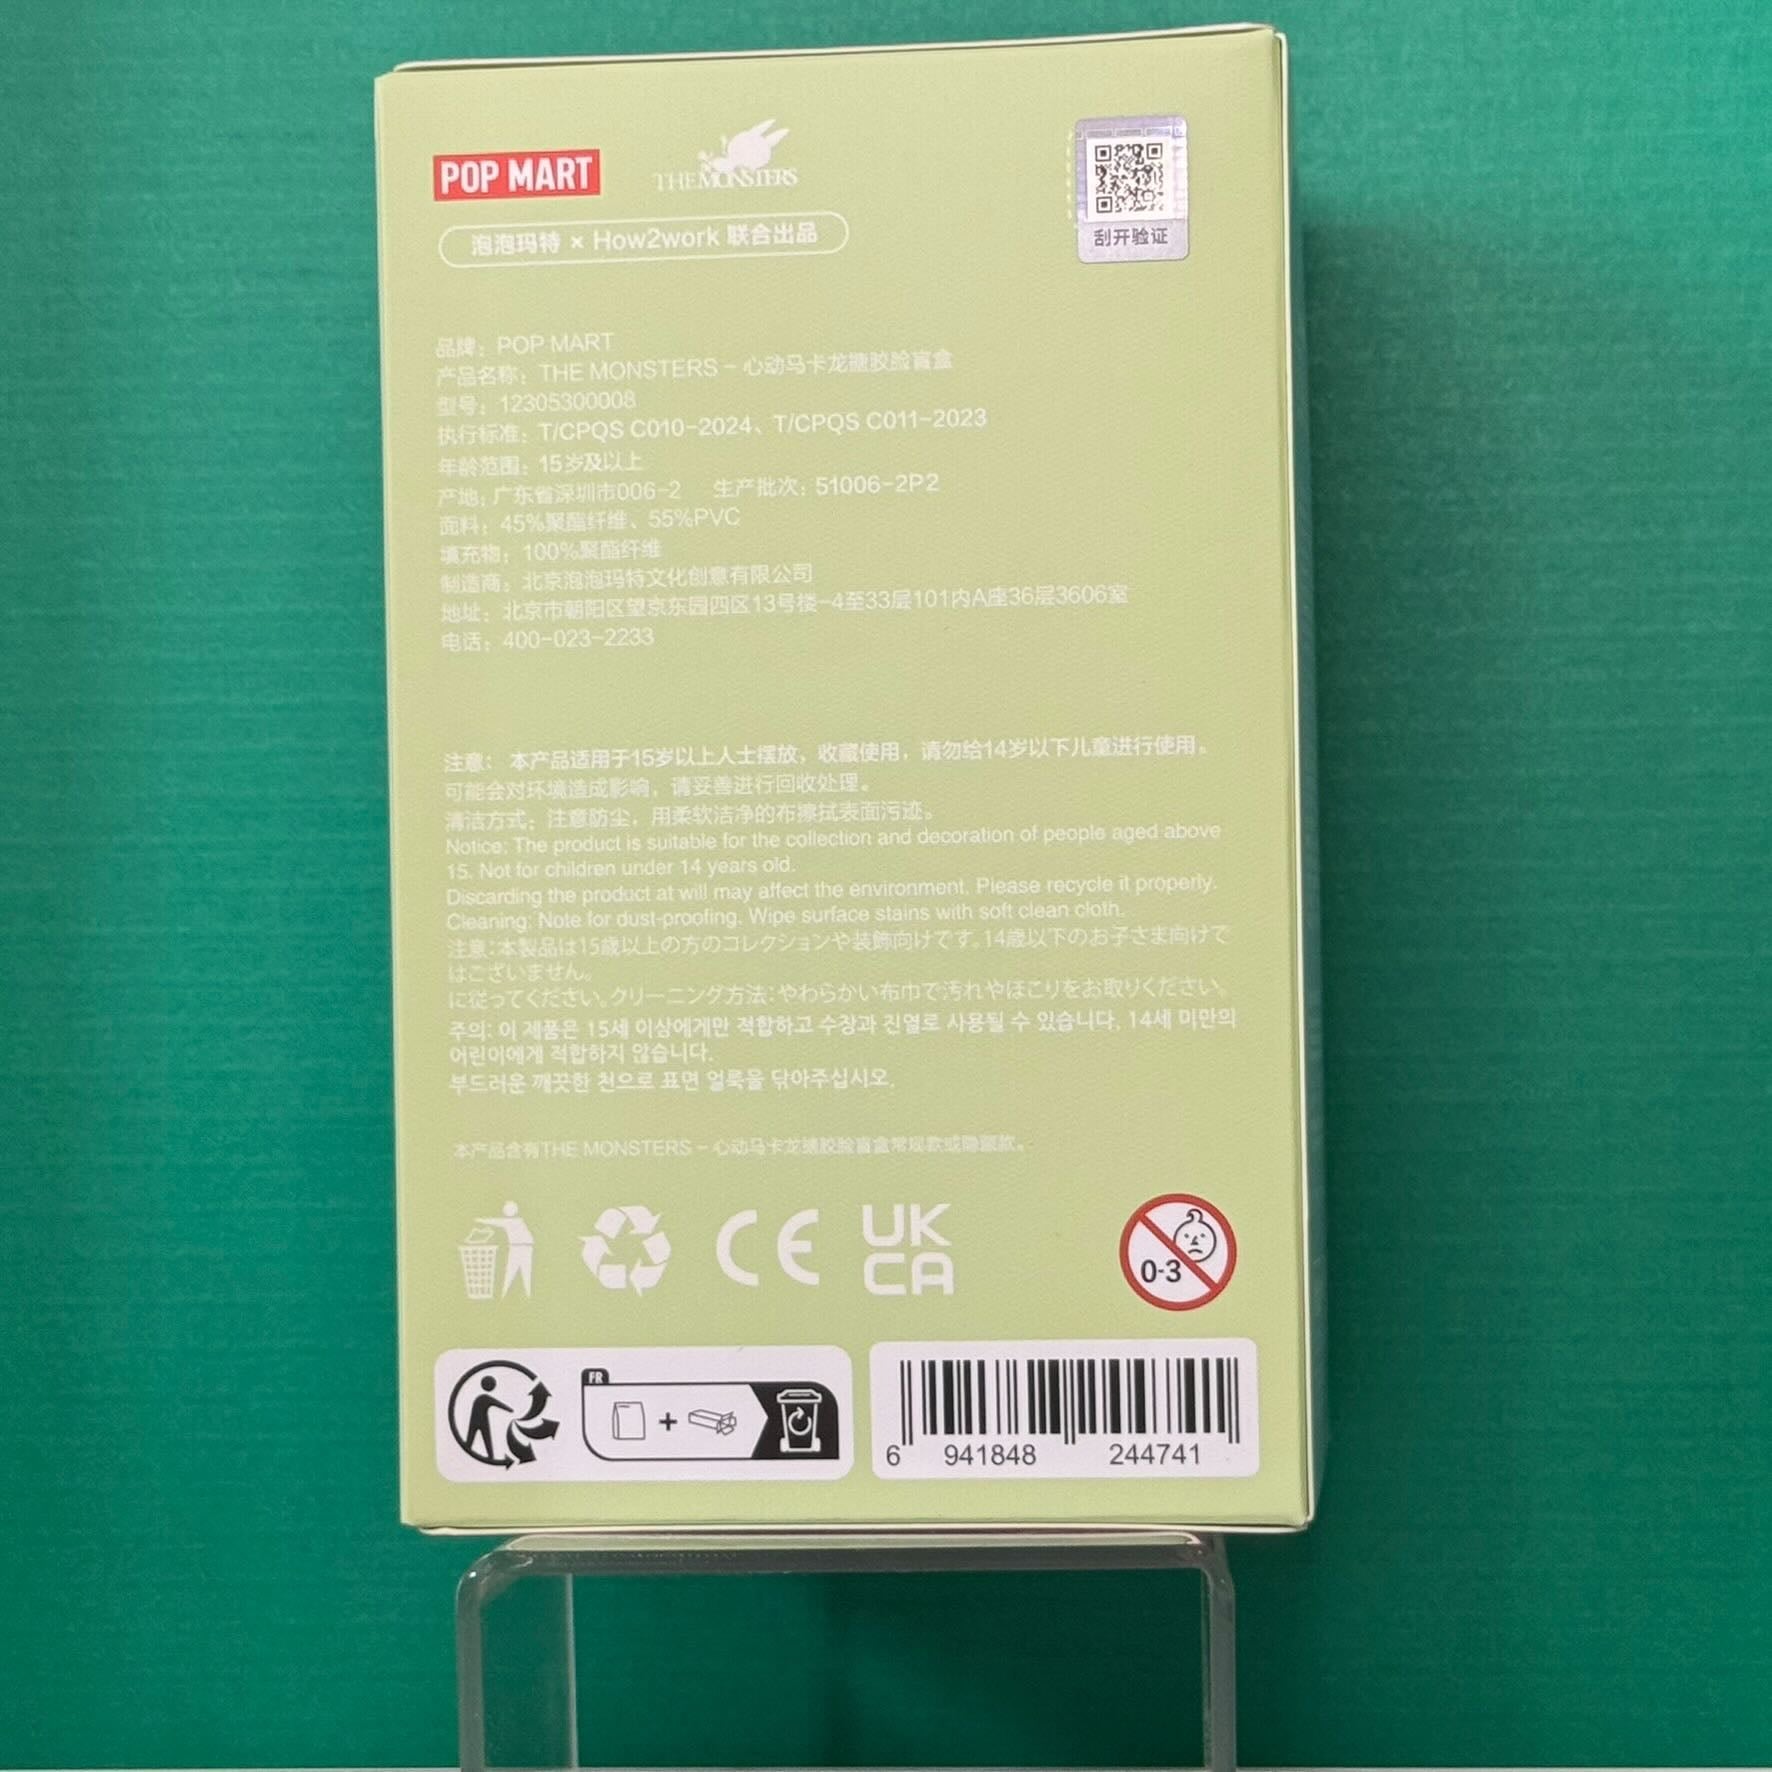 POP MART
THE MONSTERS
泡泡玛特 × How2work 联合出品
刮开验证
品牌：POP MART
产品名称：THE MONSTERS - 心动马卡龙搪胶脸盲盒
型号：12305300008
执行标准：T/CPQS C010-2024、T/CPQS C011-2023
年龄范围：15岁及以上
产地：广东省深圳市006-2 生产批次：51006-2P2
面料：45%聚酯纤维、55%PVC
填充物：100%聚酯纤维
制造商：北京泡泡玛特文化创意有限公司
地址：北京市朝阳区望京东园四区13号楼-4至33层101内A座36层3606室
电话：400-023-2233
注意：本产品适用于15岁以上人士摆放，收藏使用，请勿给14岁以下儿童进行使用。
可能会对环境造成影响，请妥善进行回收处理。
清洁方式：注意防尘，用柔软洁净的布擦拭表面污迹。
Notice: The product is suitable for the collection and decoration of people aged above
15. Not for children under 14 years old.
Discarding the product at will may affect the environment. Please recycle it properly.
Cleaning: Note for dust-proofing. Wipe surface stains with soft clean cloth.
注意:本製品は15歳以上の方のコレクションや装飾向けです。14歳以下のお子さま向けで
はございません。
に従ってください。クリーニング方法:やわらかい布巾で汚れやほこりをお取りください。
주의: 이 제품은 15세 이상에게만 적합하고 수장과 진열로 사용될 수 있습니다. 14세 미만의
어린이에게 적합하지 않습니다.
부드러운 깨끗한 천으로 표면 얼룩을 닦아주십시오.
本产品含有THE MONSTERS - 心动马卡龙搪胶脸盲盒常规款或隐藏款。
CE
UK
CA
0-3
FR
6 941848 244741